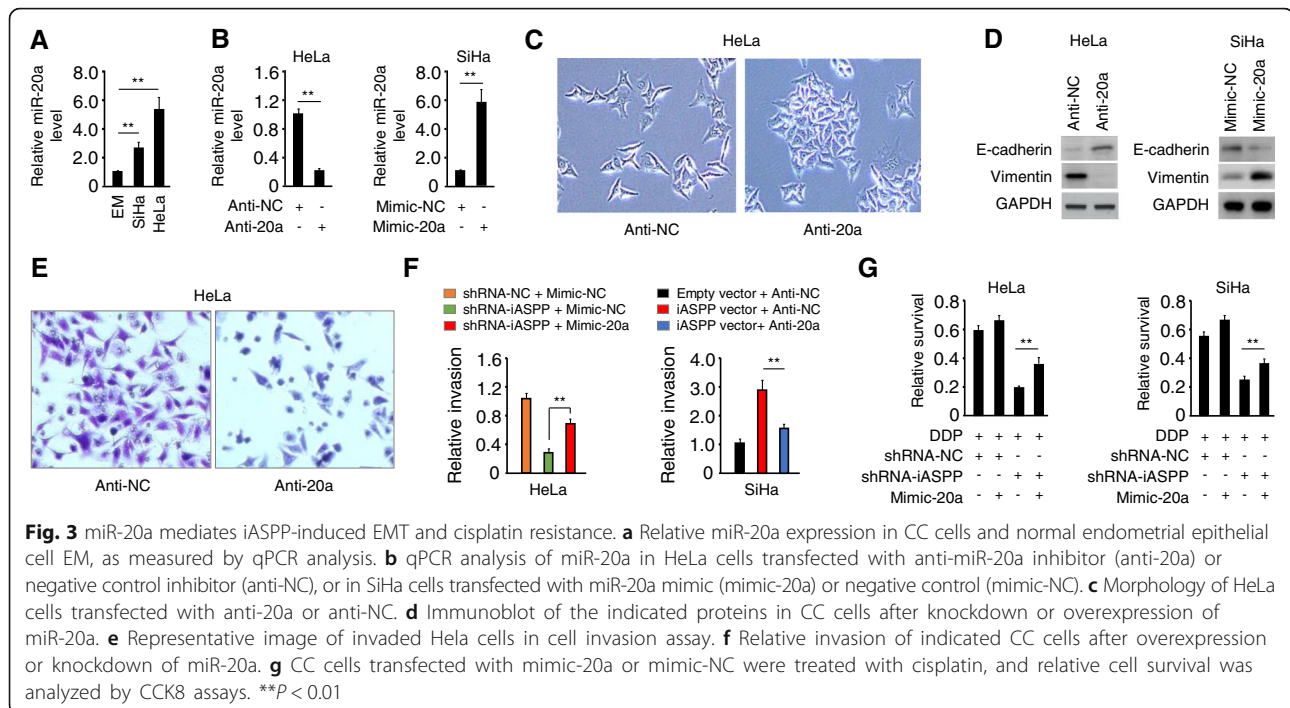 A
Relative miR-20a
level
8.0
6.0
4.0
2.0
0
**
**
EM
SiHa
HeLa
B
HeLa
Relative miR-20a
level
1.6
1.2
0.8
0.4
0
**
Anti-NC + -
Anti-20a - +
SiHa
Relative miR-20a
level
8.0
6.0
4.0
2.0
0
**
Mimic-NC + -
Mimic-20a - +
C
HeLa
Anti-NC
Anti-20a
D
HeLa
Anti-NC
Anti-20a
E-cadherin
Vimentin
GAPDH
SiHa
Mimic-NC
Mimic-20a
E-cadherin
Vimentin
GAPDH
E
HeLa
Anti-NC
Anti-20a
F
shRNA-NC + Mimic-NC
shRNA-iASPP + Mimic-NC
shRNA-iASPP + Mimic-20a
Empty vector + Anti-NC
iASPP vector + Anti-NC
iASPP vector+ Anti-20a
Relative invasion
1.6
1.2
0.8
0.4
0
**
HeLa
Relative invasion
4.0
3.0
2.0
1.0
0
**
SiHa
G
HeLa
Relative survival
0.8
0.6
0.4
0.2
0
**
DDP + + + +
shRNA-NC + + - -
shRNA-iASPP - - + +
Mimic-20a - + - +
SiHa
Relative survival
0.8
0.6
0.4
0.2
0
**
DDP + + + +
shRNA-NC + + - -
shRNA-iASPP - - + +
Mimic-20a - + - +
Fig. 3 miR-20a mediates iASPP-induced EMT and cisplatin resistance. a Relative miR-20a expression in CC cells and normal endometrial epithelial
cell EM, as measured by qPCR analysis. b qPCR analysis of miR-20a in HeLa cells transfected with anti-miR-20a inhibitor (anti-20a) or
negative control inhibitor (anti-NC), or in SiHa cells transfected with miR-20a mimic (mimic-20a) or negative control (mimic-NC). c Morphology of HeLa
cells transfected with anti-20a or anti-NC. d Immunoblot of the indicated proteins in CC cells after knockdown or overexpression of
miR-20a. e Representative image of invaded Hela cells in cell invasion assay. f Relative invasion of indicated CC cells after overexpression
or knockdown of miR-20a. g CC cells transfected with mimic-20a or mimic-NC were treated with cisplatin, and relative cell survival was
analyzed by CCK8 assays. **P < 0.01